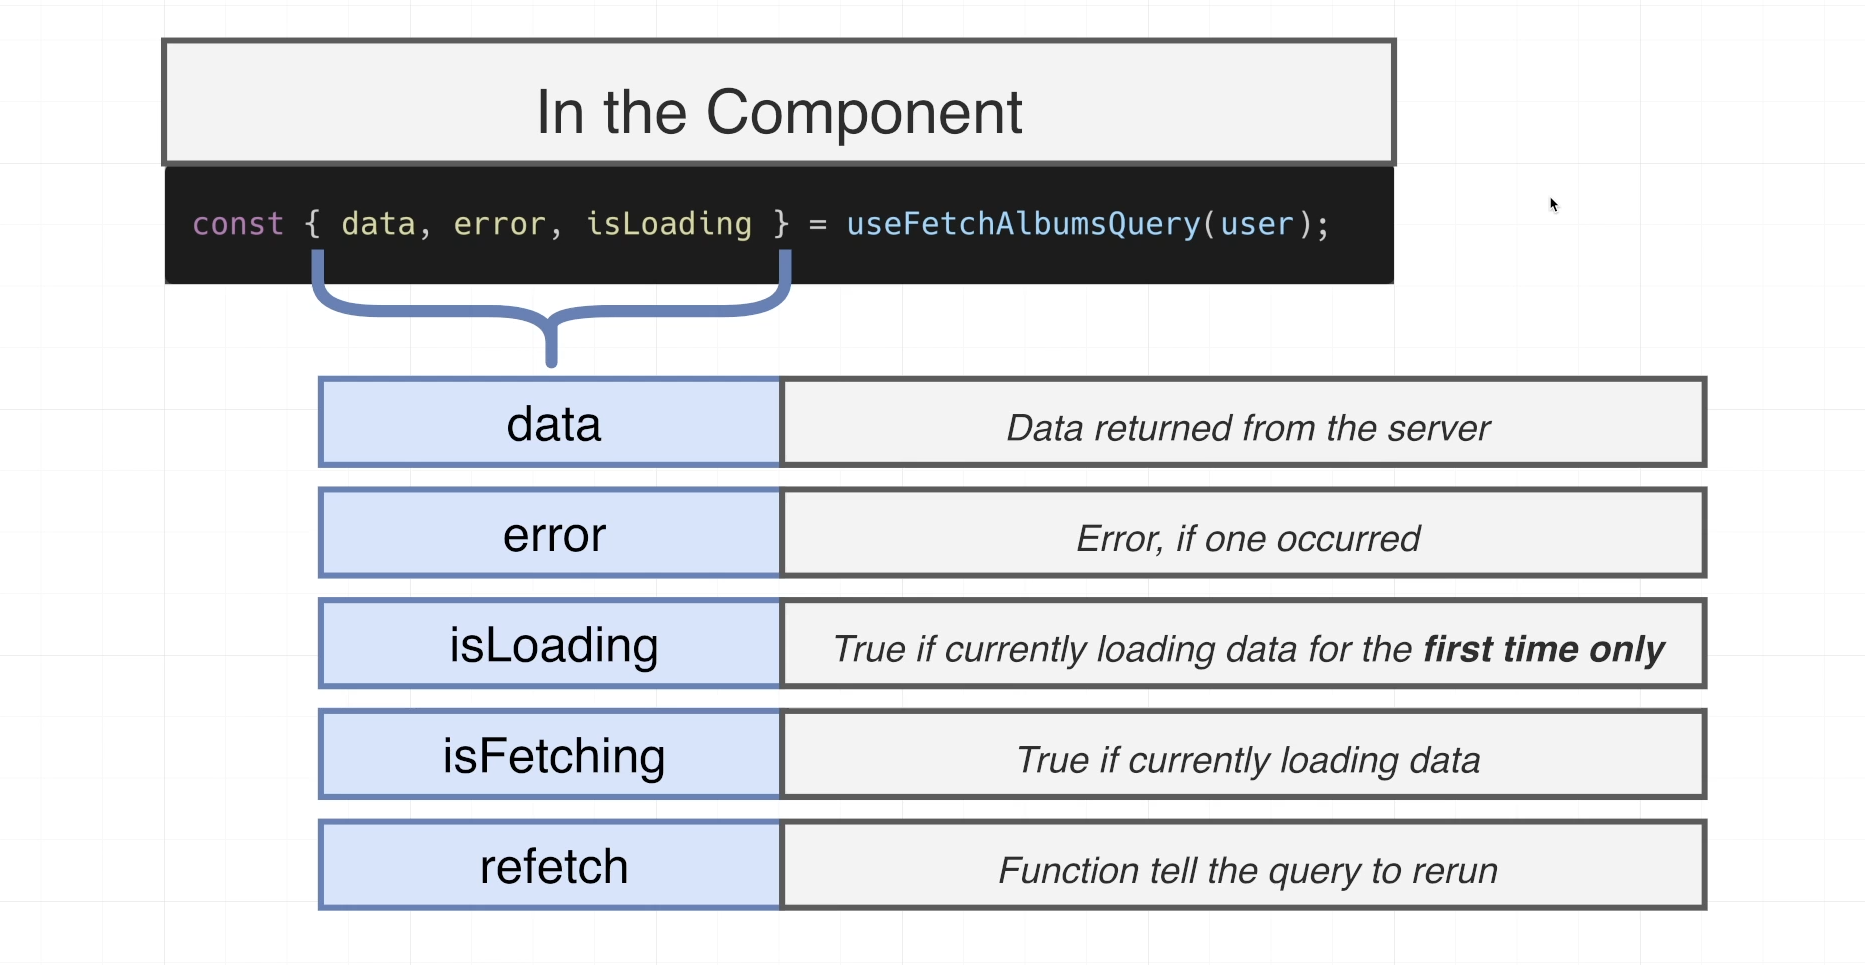 In the Component
const { data, error, isLoading } = useFetchAlbumsQuery(user);
data
Data returned from the server
error
Error, if one occurred
isLoading
True if currently loading data for the first time only
isFetching
True if currently loading data
refetch
Function tell the query to rerun